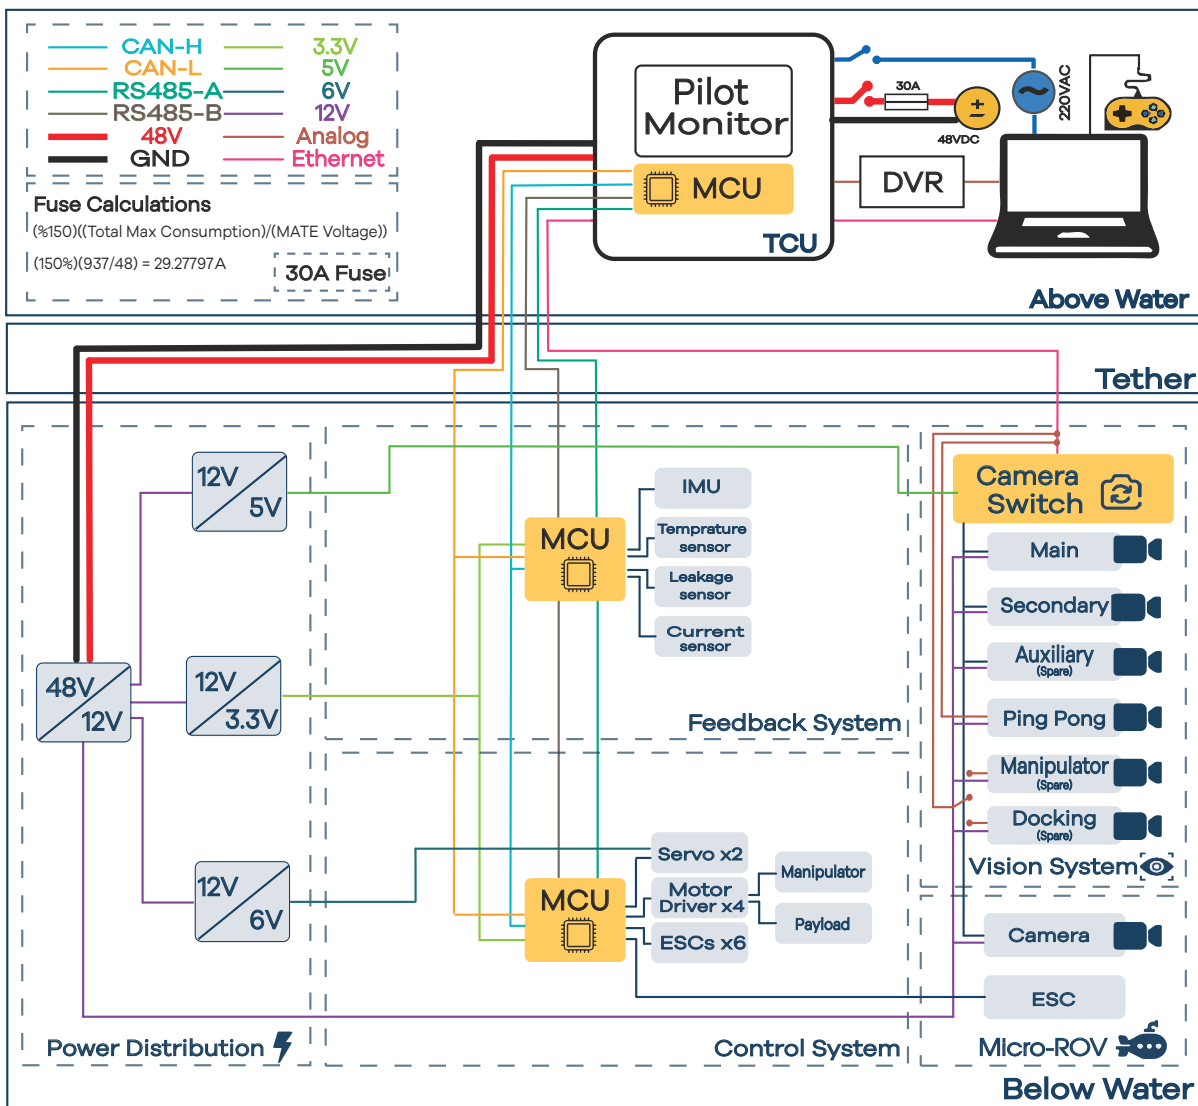 CAN-H
3.3V
CAN-L
5V
RS485-A
6V
RS485-B
12V
48V
Analog
GND
Ethernet
Fuse Calculations
(%150)((Total Max Consumption)/(MATE Voltage))
(150%)(937/48) = 29.27797A
30A Fuse
Pilot
Monitor
MCU
TCU
30A
48VDC
220VAC
DVR
Above Water
Tether
12V
5V
48V
12V
12V
3.3V
12V
6V
Power Distribution
MCU
IMU
Temprature
sensor
Leakage
sensor
Current
sensor
Feedback System
MCU
Servo x2
Motor
Driver x4
ESCs x6
Manipulator
Payload
Control System
Camera
Switch
Main
Secondary
Auxiliary
(Spare)
Ping Pong
Manipulator
(Spare)
Docking
(Spare)
Vision System
Camera
ESC
Micro-ROV
Below Water